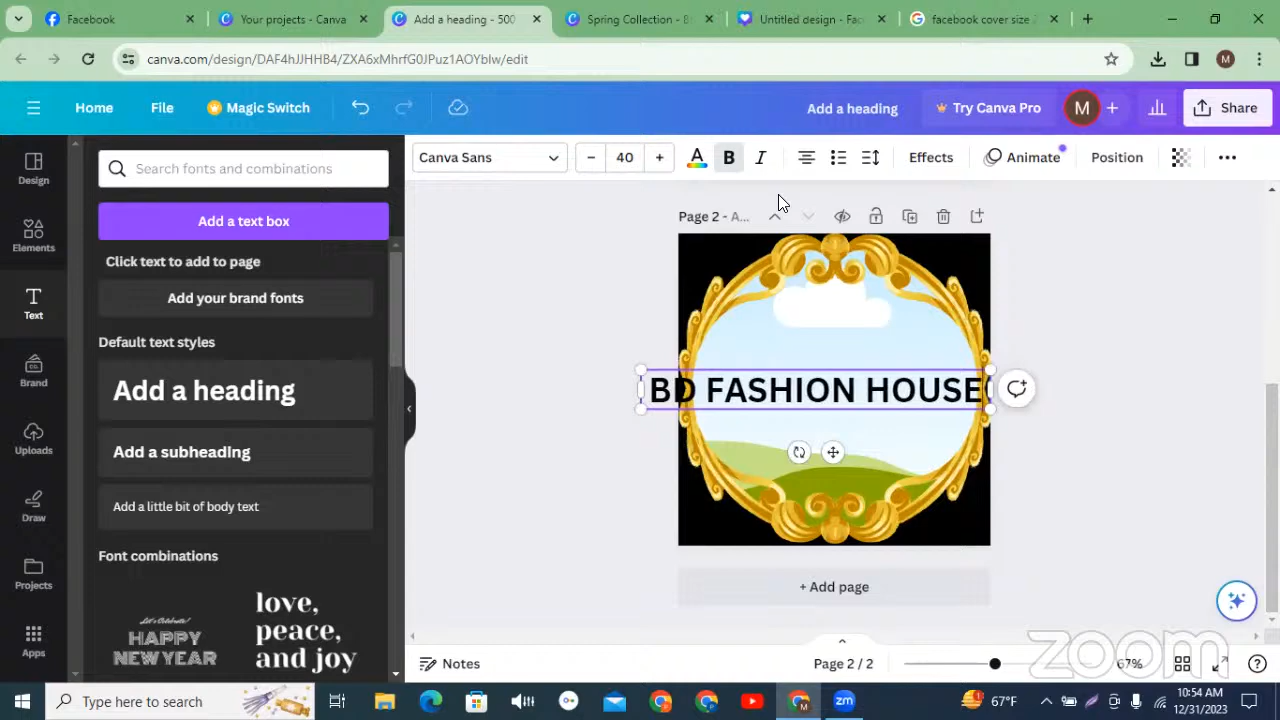 Facebook
Your projects - Canva
Add a heading - 500
Spring Collection - B
Untitled design - Fac
facebook cover size 2
canva.com/design/DAF4hJJHHB4/ZXA6xMhrfG0JPuz1AOYbIw/edit
M
Home File Magic Switch Add a heading Try Canva Pro M Share
Design
Elements
Text
Brand
Uploads
Draw
Projects
Apps
Search fonts and combinations
Add a text box
Click text to add to page
Add your brand fonts
Default text styles
Add a heading
Add a subheading
Add a little bit of body text
Font combinations
Let's Celebrate!
HAPPY
NEW YEAR
love,
peace,
and joy
Canva Sans 40 A B I Effects Animate Position
Page 2 - A...
BD FASHION HOUSE
+ Add page
Notes Page 2 / 2 67%
zoom
Type here to search
zm
M
1
67°F
10:54 AM
12/31/2023